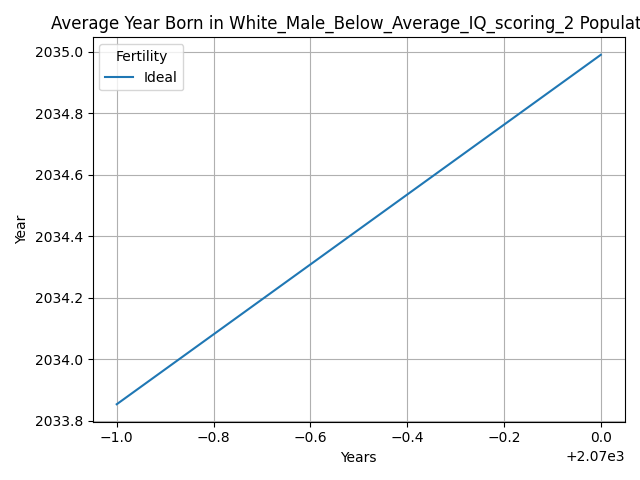 Average Year Born in White_Male_Below_Average_IQ_scoring_2 Populat
Fertility
Ideal
2035.0
2034.8
2034.6
2034.4
2034.2
2034.0
2033.8
Year
−1.0 −0.8 −0.6 −0.4 −0.2 0.0
Years
+2.07e3